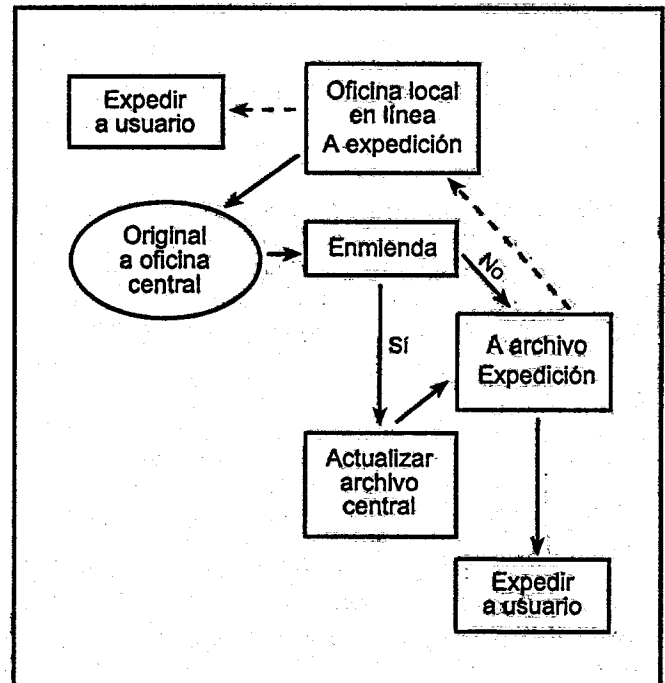 Expedir
a usuario
Oficina local
en línea
A expedición
Original
a oficina
central
Enmienda
No
Sí
A archivo
Expedición
Actualizar
archivo
central
Expedir
a usuario